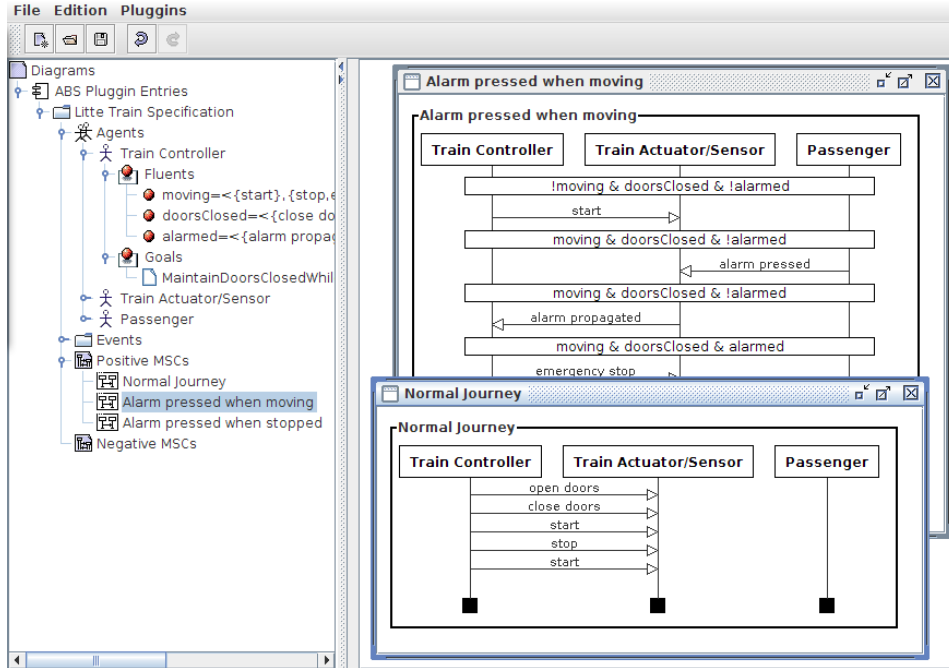 File Edition Pluggins
Diagrams
ABS Pluggin Entries
Litte Train Specification
Agents
Train Controller
Fluents
moving=<{start},{stop,e
doorsClosed=<{close do
alarmed=<{alarm propag
Goals
MaintainDoorsClosedWhil
Train Actuator/Sensor
Passenger
Events
Positive MSCs
Normal Journey
Alarm pressed when moving
Alarm pressed when stopped
Negative MSCs
Alarm pressed when moving
Alarm pressed when moving
Train Controller Train Actuator/Sensor Passenger
!moving & doorsClosed & !alarmed
start
moving & doorsClosed & !alarmed
alarm pressed
moving & doorsClosed & !alarmed
alarm propagated
moving & doorsClosed & alarmed
emergency stop
Normal Journey
Normal Journey
Train Controller Train Actuator/Sensor Passenger
open doors
close doors
start
stop
start